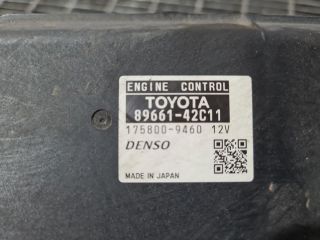 ENGINE CONTROL
TOYOTA
89661-42C11
175800-9460 12V
DENSO
MADE IN JAPAN